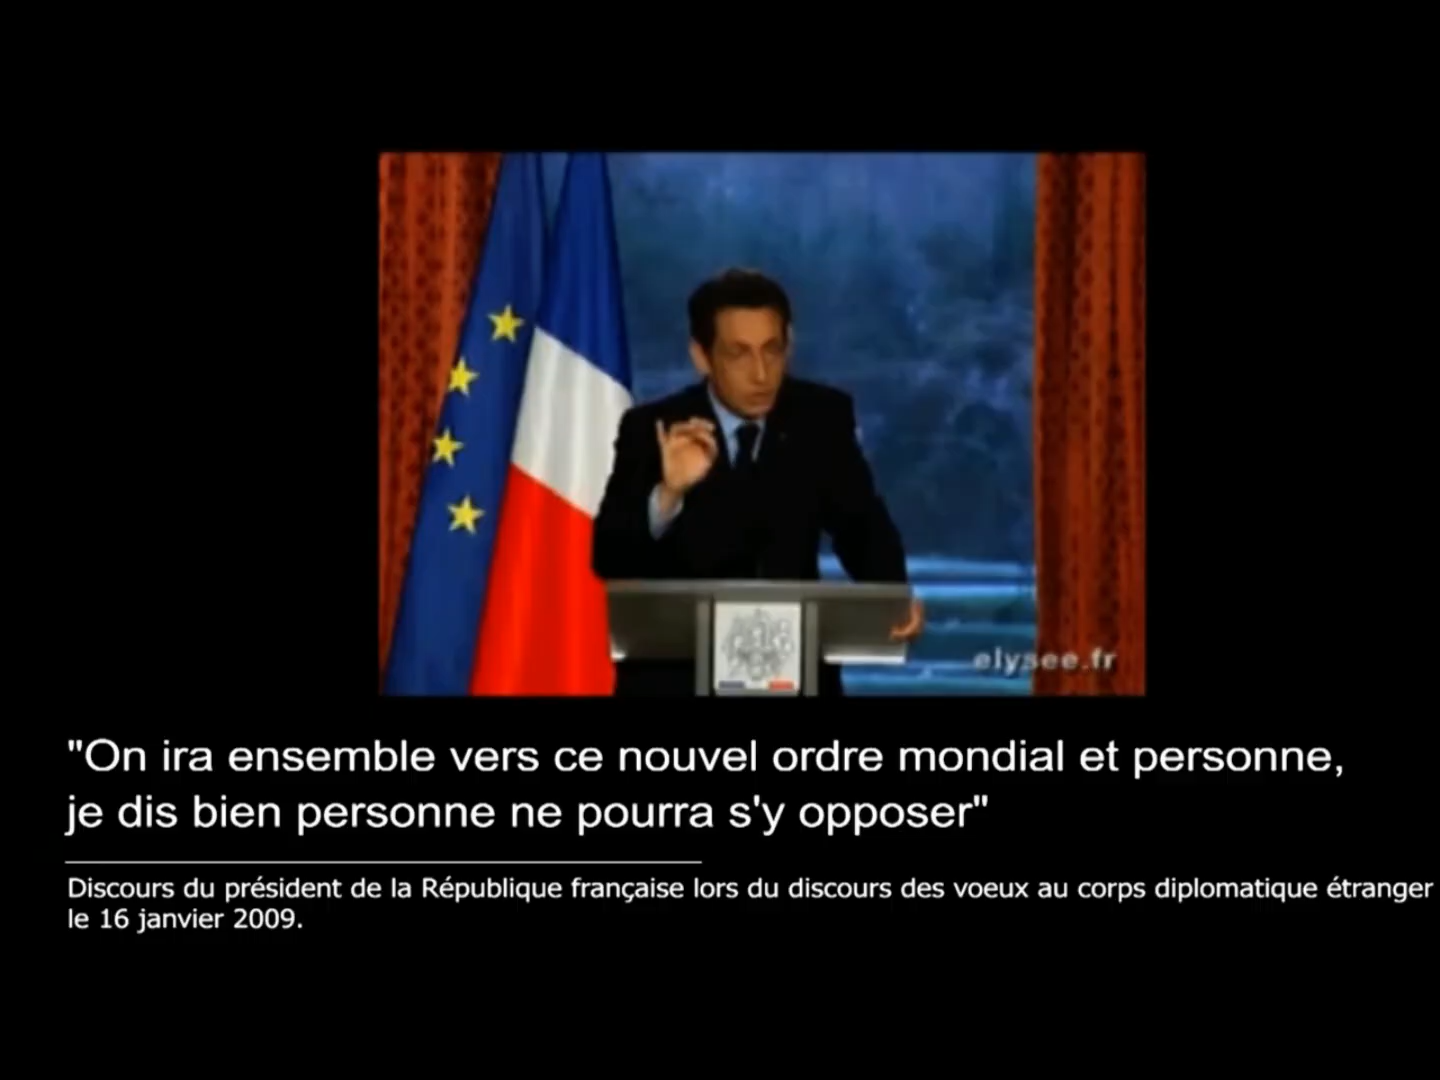 elysee.fr
"On ira ensemble vers ce nouvel ordre mondial et personne,
je dis bien personne ne pourra s'y opposer"
Discours du président de la République française lors du discours des voeux au corps diplomatique étranger
le 16 janvier 2009.